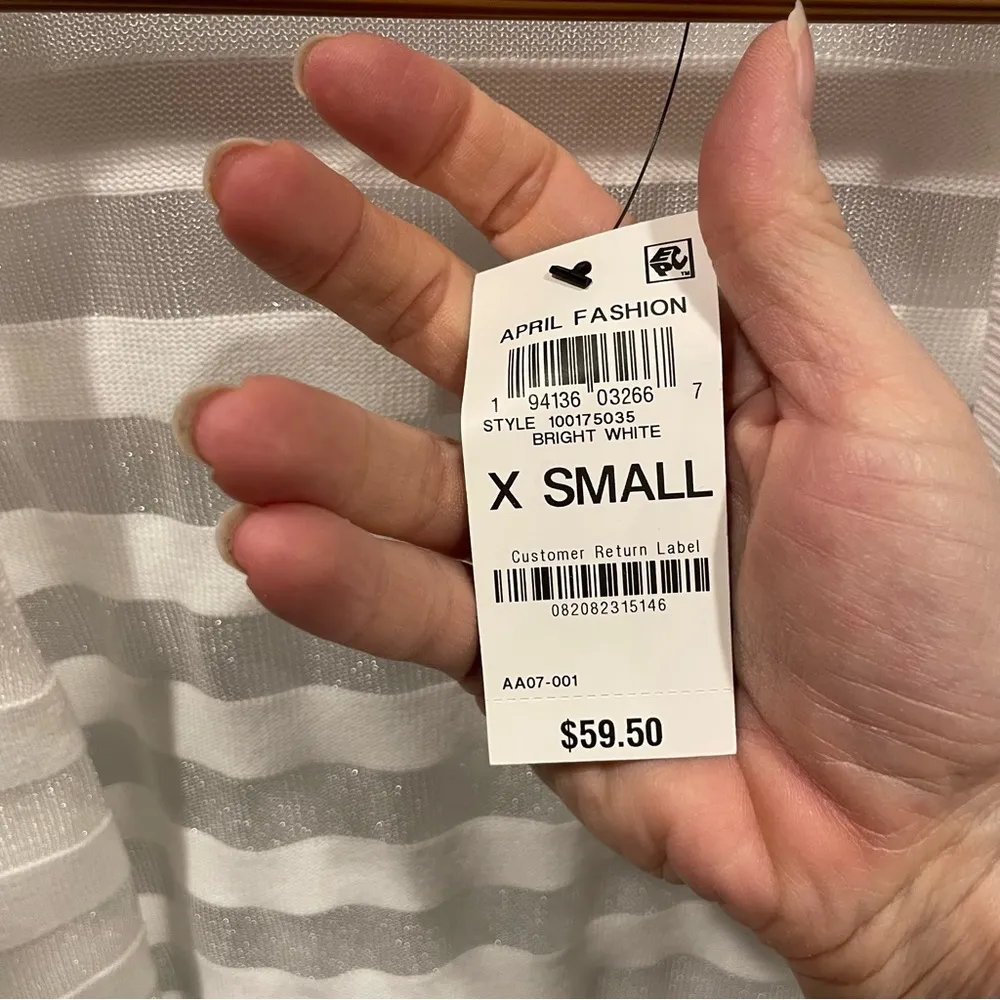 EPC™
APRIL FASHION
1 94136 03266 7
STYLE 100175035
BRIGHT WHITE
X SMALL
Customer Return Label
082082315146
AA07-001
$59.50